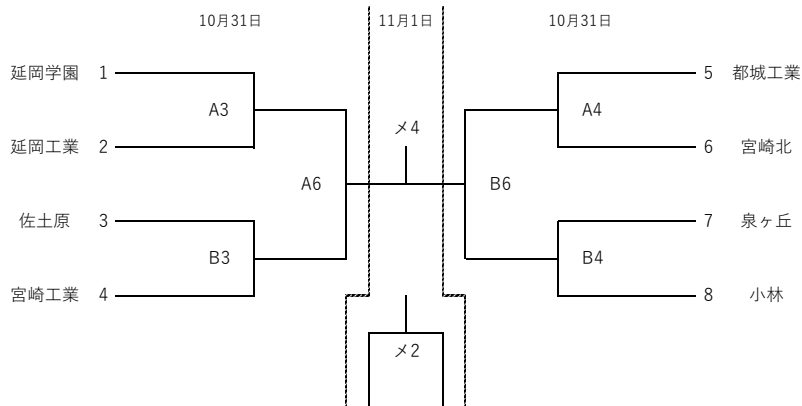 10月31日 11月1日 10月31日
延岡学園 1 5 都城工業
A3 A4
メ4
延岡工業 2 6 宮崎北
A6 B6
佐土原 3 7 泉ヶ丘
B3 B4
宮崎工業 4 8 小林
メ2